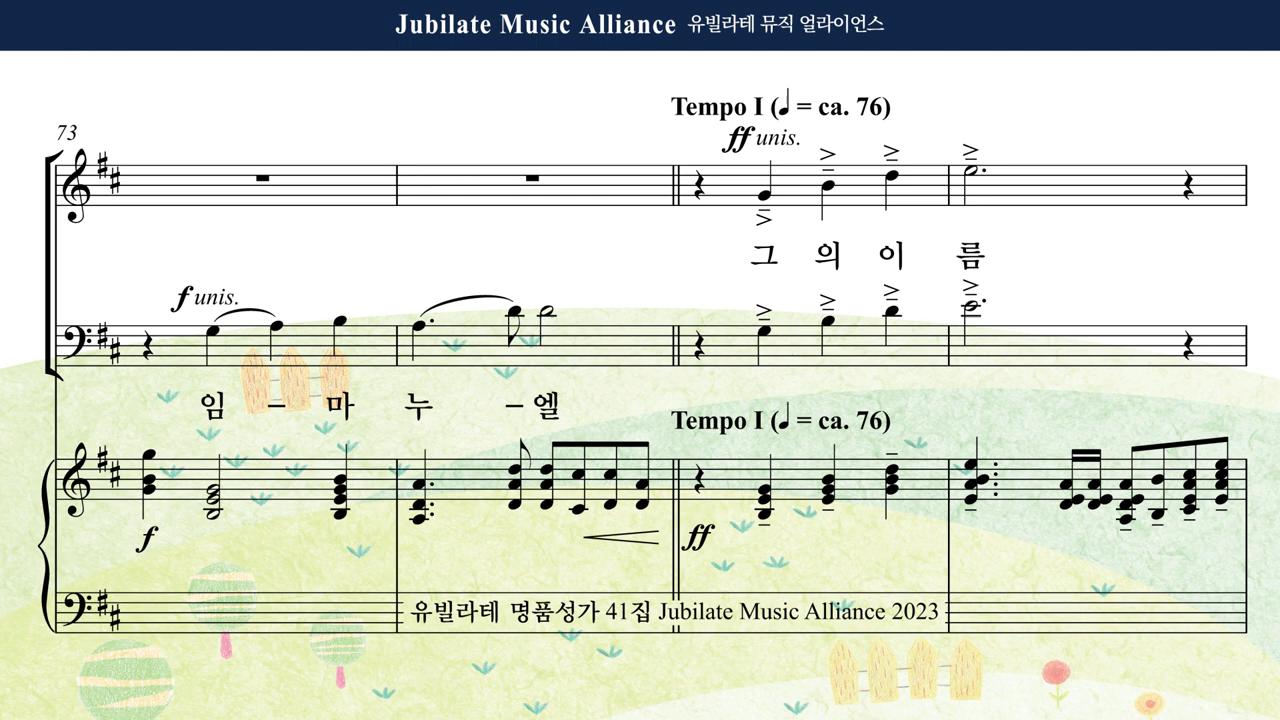 Jubilate Music Alliance 유빌라테 뮤직 얼라이언스
Tempo I (♩ = ca. 76)
73
ff unis.
그 의 이 름
f unis.
임 – 마 누 – 엘
Tempo I (♩ = ca. 76)
f
ff
유빌라테 명품성가 41집 Jubilate Music Alliance 2023